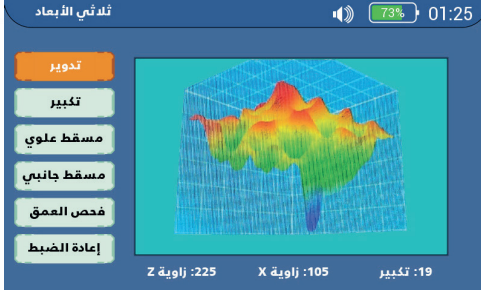 ثلاثي الأبعاد
73%
01:25
تدوير
تكبير
مسقط علوي
مسقط جانبي
فحص العمق
إعادة الضبط
19: تكبير
105: زاوية X
225: زاوية Z